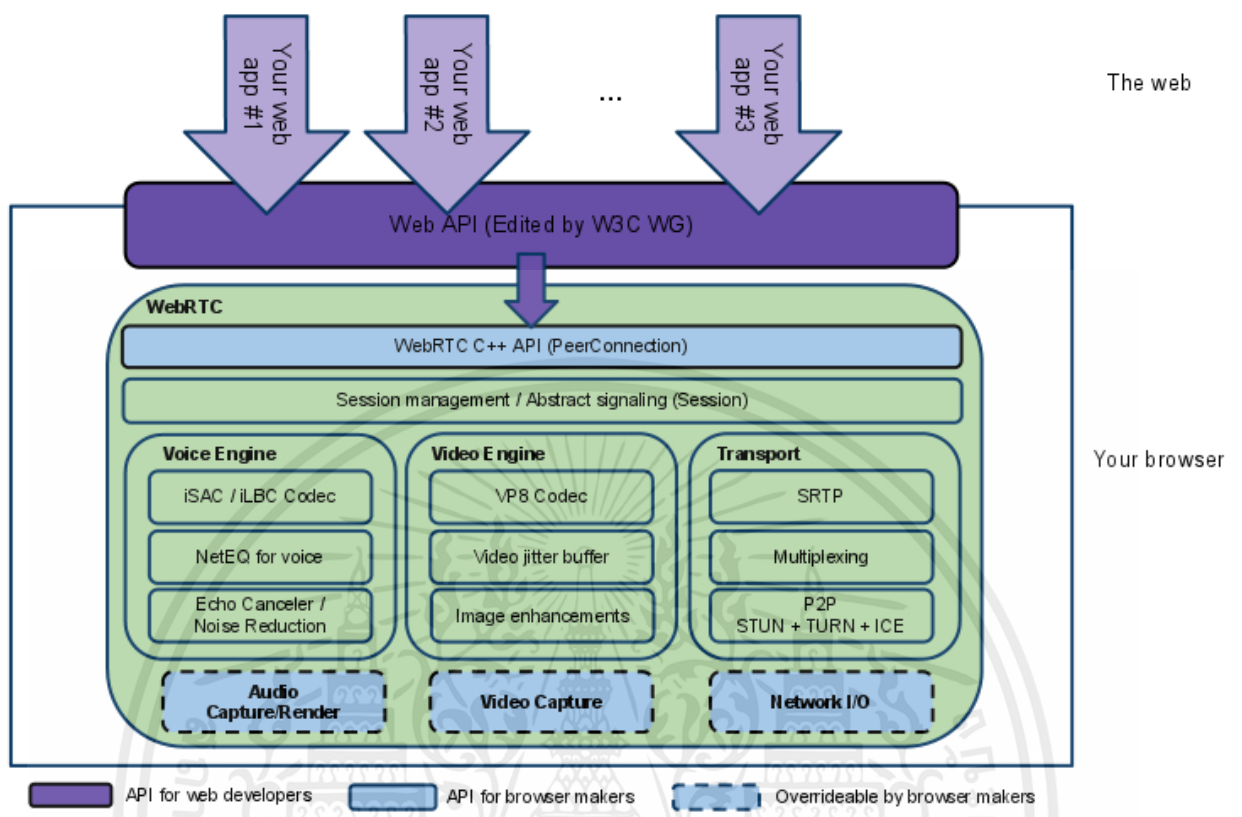 Your web
app #1
Your web
app #2
...
Your web
app #3
The web
Web API (Edited by W3C WG)
WebRTC
WebRTC C++ API (PeerConnection)
Session management / Abstract signaling (Session)
Your browser
Voice Engine
iSAC / iLBC Codec
NetEQ for voice
Echo Canceler /
Noise Reduction
Video Engine
VP8 Codec
Video jitter buffer
Image enhancements
Transport
SRTP
Multiplexing
P2P
STUN + TURN + ICE
Audio
Capture/Render
Video Capture
Network I/O
API for web developers
API for browser makers
Overrideable by browser makers